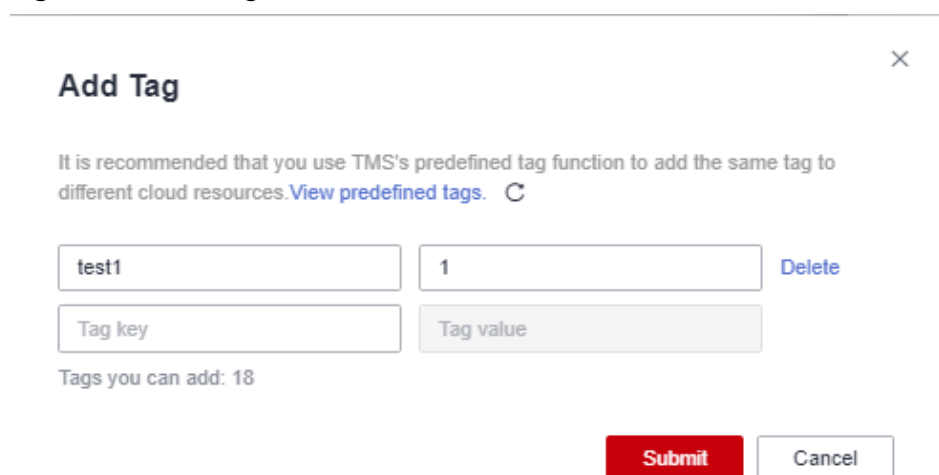 Add Tag
It is recommended that you use TMS's predefined tag function to add the same tag to
different cloud resources.View predefined tags.
test1 1 Delete
Tag key Tag value
Tags you can add: 18
Submit Cancel